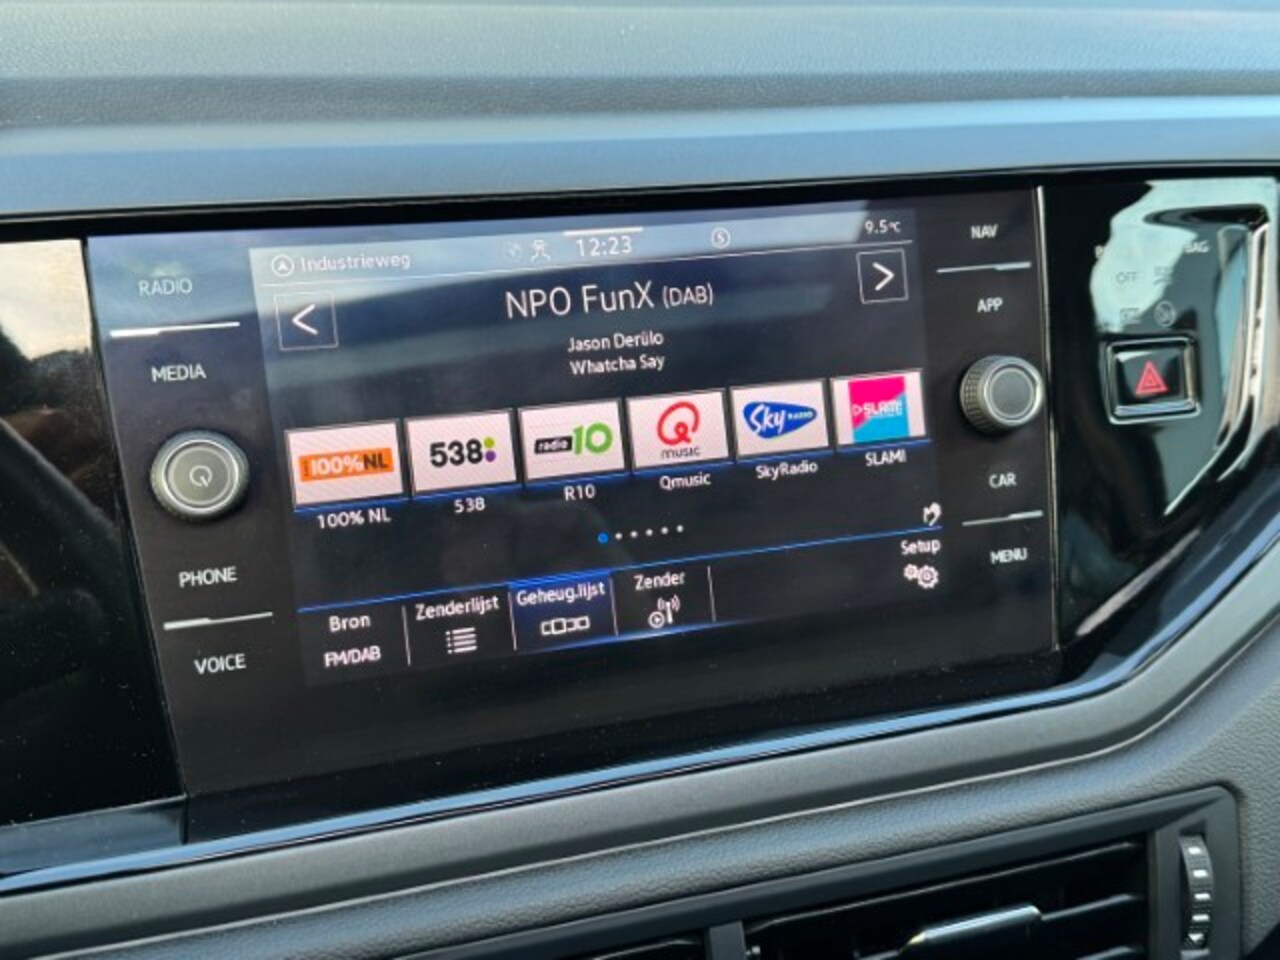 RADIO
MEDIA
PHONE
VOICE
Industrieweg
12:23
5
9.5°C
NPO FunX (DAB)
Jason Derülo
Whatcha Say
100%NL
538
radio 10
Q music
Sky RADIO
SLAM!
100% NL
538
R10
Qmusic
SkyRadio
SLAM!
Bron
FM/DAB
Zenderlijst
Geheug.lijst
Zender
Setup
NAV
APP
CAR
MENU
OFF